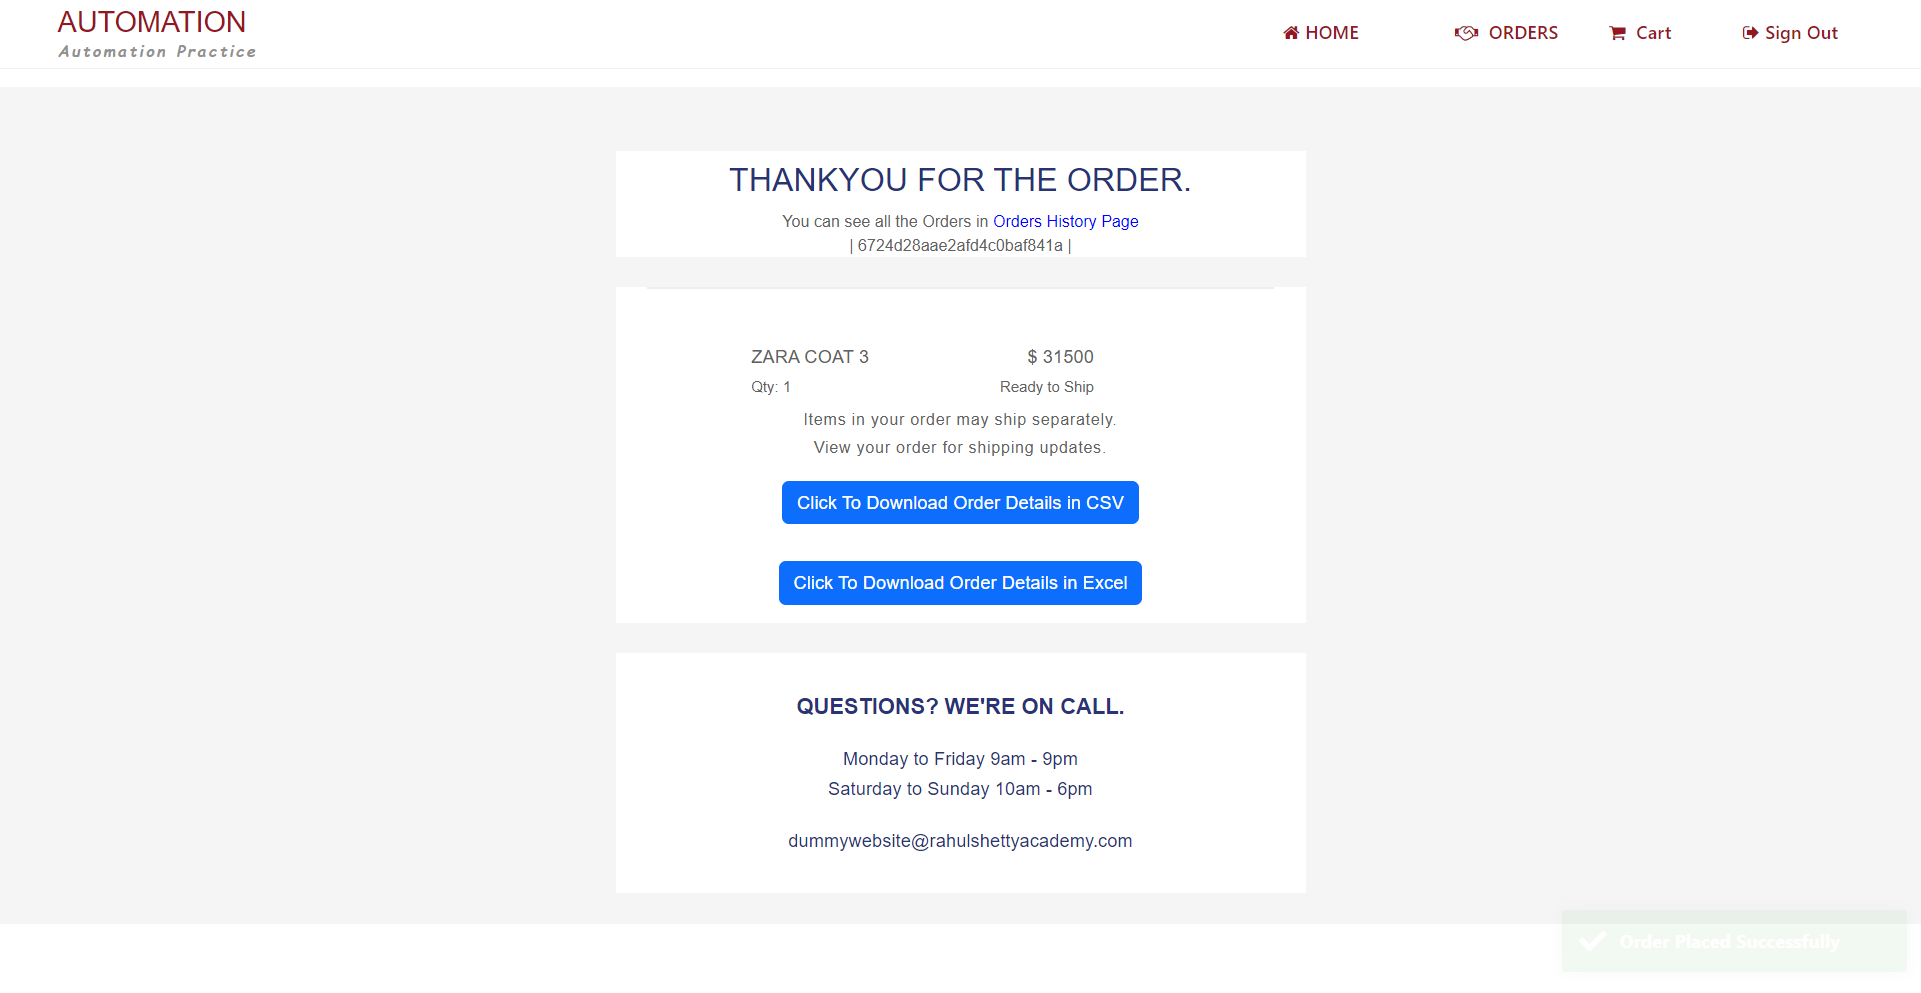 AUTOMATION
Automation Practice
HOME
ORDERS
Cart
Sign Out
THANKYOU FOR THE ORDER.
You can see all the Orders in Orders History Page
| 6724d28aae2afd4c0baf841a |
ZARA COAT 3
$ 31500
Qty: 1
Ready to Ship
Items in your order may ship separately.
View your order for shipping updates.
Click To Download Order Details in CSV
Click To Download Order Details in Excel
QUESTIONS? WE'RE ON CALL.
Monday to Friday 9am - 9pm
Saturday to Sunday 10am - 6pm
dummywebsite@rahulshettyacademy.com
Order Placed Successfully